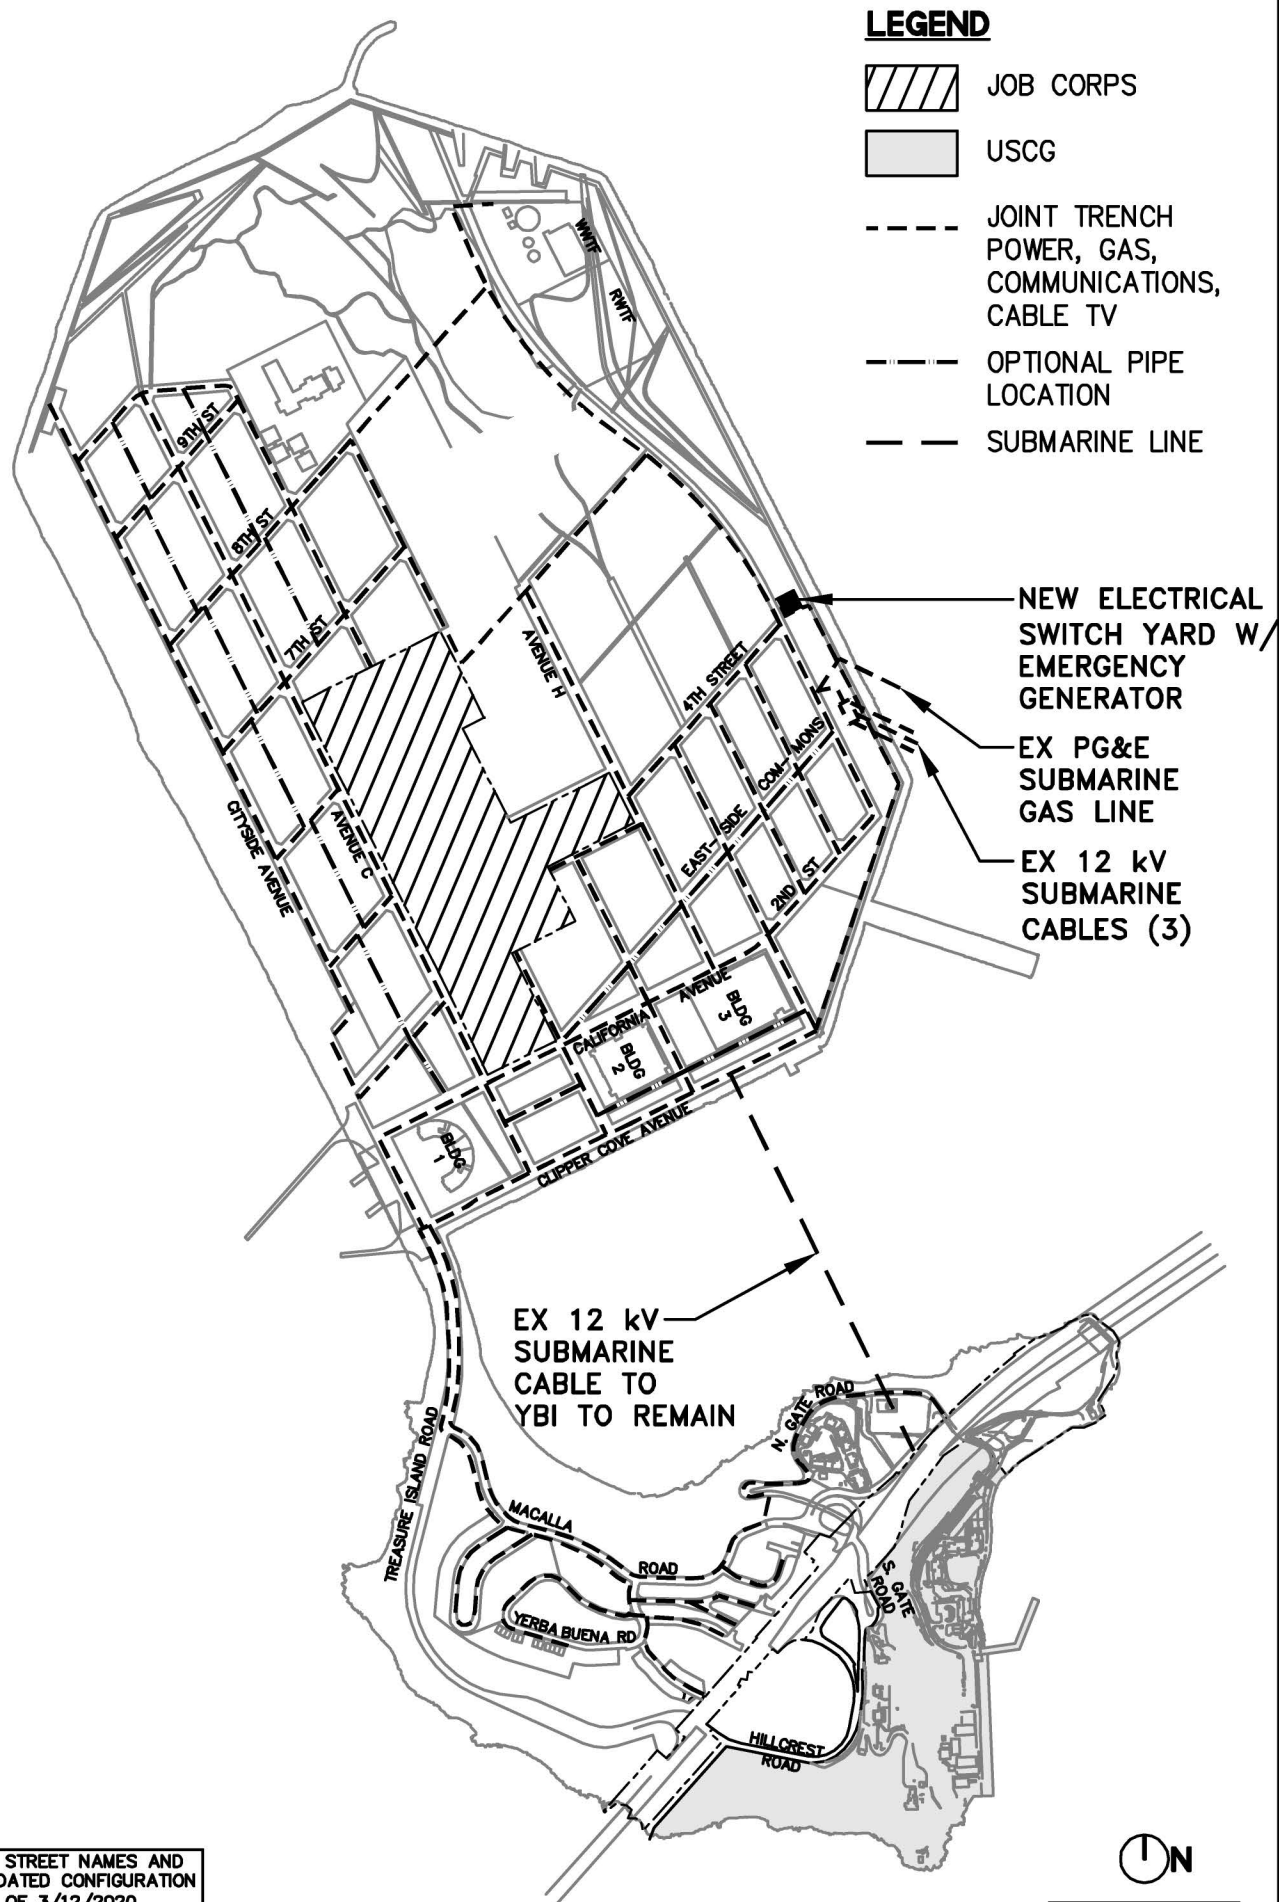 LEGEND
JOB CORPS
USCG
JOINT TRENCH
POWER, GAS,
COMMUNICATIONS,
CABLE TV
OPTIONAL PIPE
LOCATION
SUBMARINE LINE
WWTF
RWTF
9TH ST
8TH ST
7TH ST
AVENUE H
4TH STREET
NEW ELECTRICAL
SWITCH YARD W/
EMERGENCY
GENERATOR
EX PG&E
SUBMARINE
GAS LINE
EX 12 kV
SUBMARINE
CABLES (3)
CITYSIDE AVENUE
AVENUE C
EAST-SIDE COM-MONS
2ND ST
CALIFORNIA AVENUE
BLDG
3
BLDG
2
BLDG
1
CLIPPER COVE AVENUE
EX 12 kV
SUBMARINE
CABLE TO
YBI TO REMAIN
TREASURE ISLAND ROAD
N. GATE ROAD
MACALLA ROAD
YERBA BUENA RD
S. GATE
ROAD
HILLCREST
ROAD
STREET NAMES AND
DATED CONFIGURATION
OF 3/12/2020
N